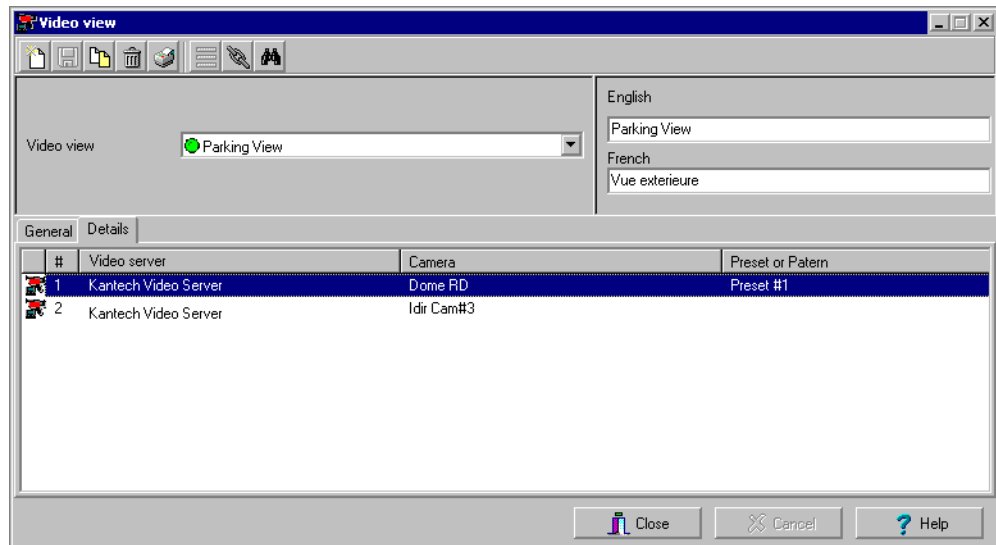 Video view
English
Parking View
Video view Parking View
French
Vue exterieure
General Details
# Video server Camera Preset or Patern
1 Kantech Video Server Dome RD Preset #1
2 Kantech Video Server Idir Cam#3
Close Cancel Help